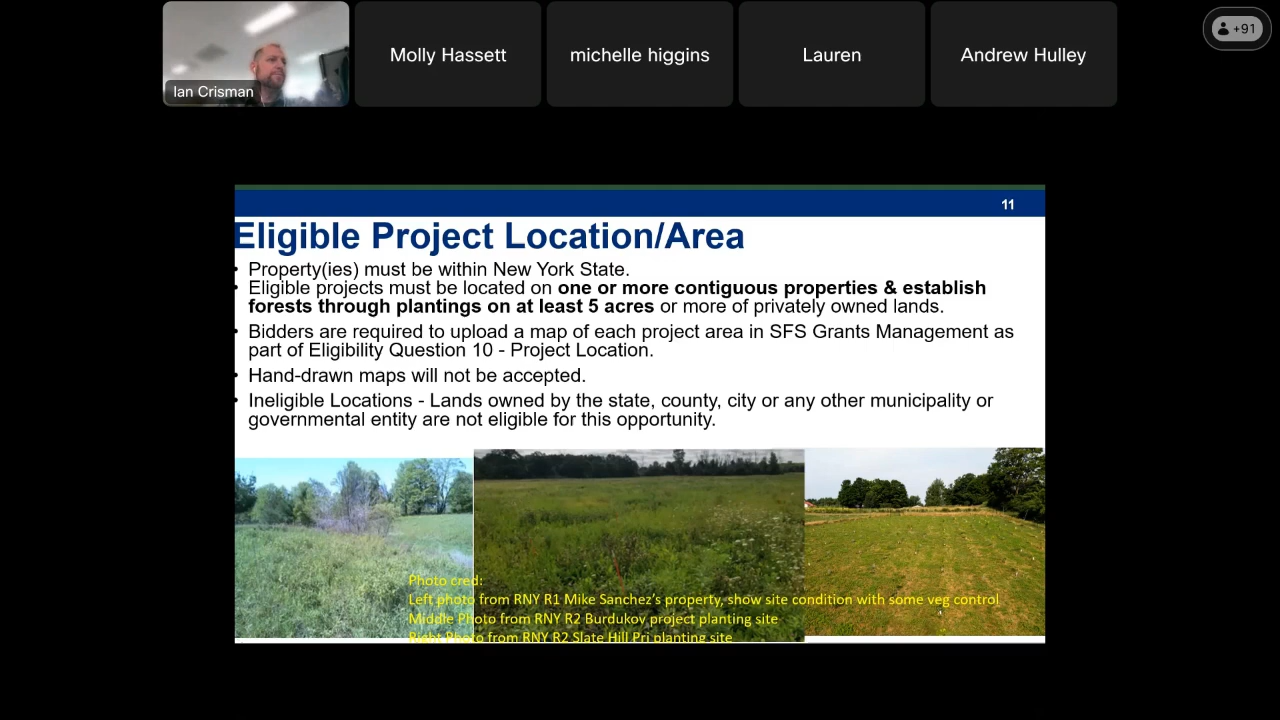 Ian Crisman
Molly Hassett
michelle higgins
Lauren
Andrew Hulley
+91
11
Eligible Project Location/Area
• Property(ies) must be within New York State.
• Eligible projects must be located on one or more contiguous properties & establish
forests through plantings on at least 5 acres or more of privately owned lands.
• Bidders are required to upload a map of each project area in SFS Grants Management as
part of Eligibility Question 10 - Project Location.
• Hand-drawn maps will not be accepted.
• Ineligible Locations - Lands owned by the state, county, city or any other municipality or
governmental entity are not eligible for this opportunity.
Photo cred:
Left photo from RNY R1 Mike Sanchez's property, show site condition with some veg control
Middle Photo from RNY R2 Burdukov project planting site
Right Photo from RNY R2 Slate Hill Pri planting site